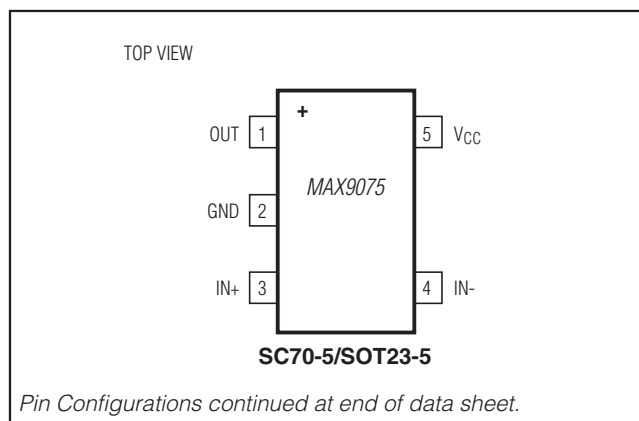 TOP VIEW
+
OUT 1
5 VCC
MAX9075
GND 2
IN+ 3
4 IN-
SC70-5/SOT23-5
Pin Configurations continued at end of data sheet.